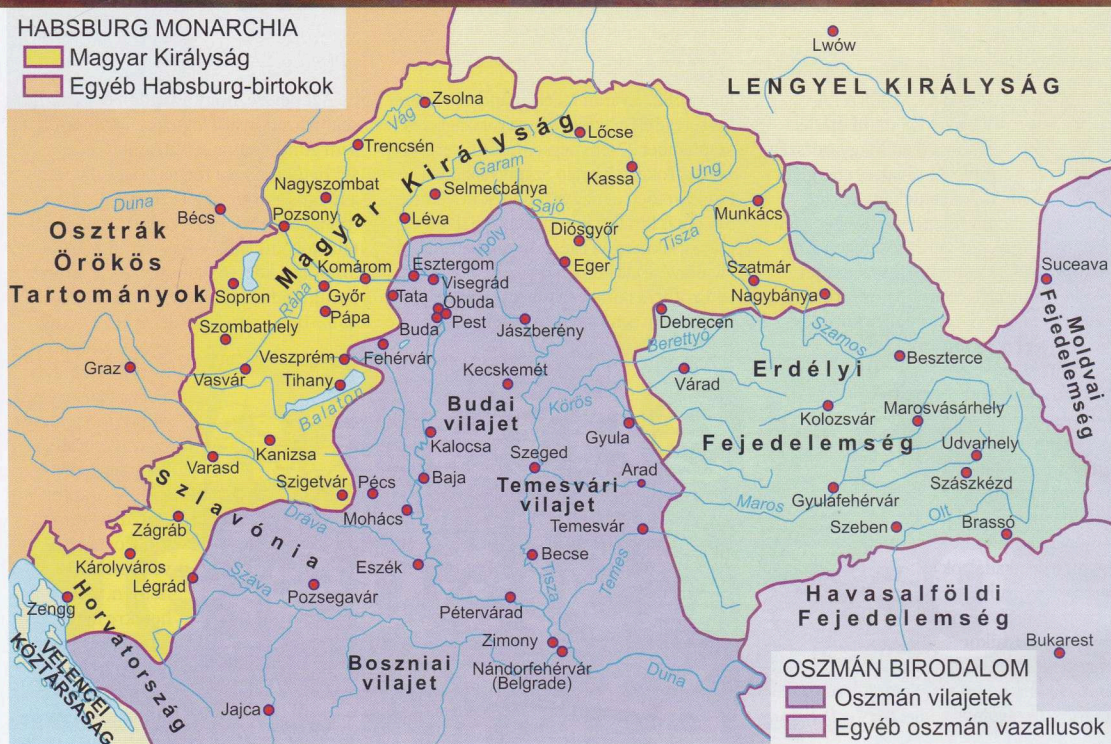 HABSBURG MONARCHIA
Magyar Királyság
Egyéb Habsburg-birtokok
Lwów
LENGYEL KIRÁLYSÁG
Zsolna
Vág
Trencsén
Lőcse
Magyar Királyság
Garam
Kassa
Ung
Nagyszombat
Selmecbánya
Duna
Bécs
Pozsony
Léva
Sajó
Munkács
Osztrák
Örökös
Tartományok
Diósgyőr
Tisza
Ipoly
Eger
Suceava
Komárom
Esztergom
Visegrád
Szatmár
Sopron
Rába
Győr
Tata
Óbuda
Nagybánya
Pápa
Buda
Pest
Jászberény
Debrecen
Szombathely
Berettyó
Szamos
Moldvai
Fejedelemség
Veszprém
Fehérvár
Beszterce
Graz
Vasvár
Tihany
Kecskemét
Várad
Erdélyi
Balaton
Budai
vilajet
Körös
Kolozsvár
Marosvásárhely
Kanizsa
Kalocsa
Gyula
Fejedelemség
Udvarhely
Varasd
Szeged
Szlavónia
Szigetvár
Pécs
Baja
Temesvári
vilajet
Arad
Maros
Gyulafehérvár
Szászkézd
Mohács
Zágráb
Dráva
Temesvár
Szeben
Olt
Brassó
Károlyváros
Légrád
Eszék
Becse
Tisza
Temes
Száva
Pozsegavár
Zengg
Horvátország
Pétervárad
Havasalföldi
Fejedelemség
VELENCEI
KÖZTÁRSASÁG
Zimony
Bukarest
Boszniai
vilajet
Nándorfehérvár
(Belgrade)
Duna
Jajca
OSZMÁN BIRODALOM
Oszmán vilajetek
Egyéb oszmán vazallusok